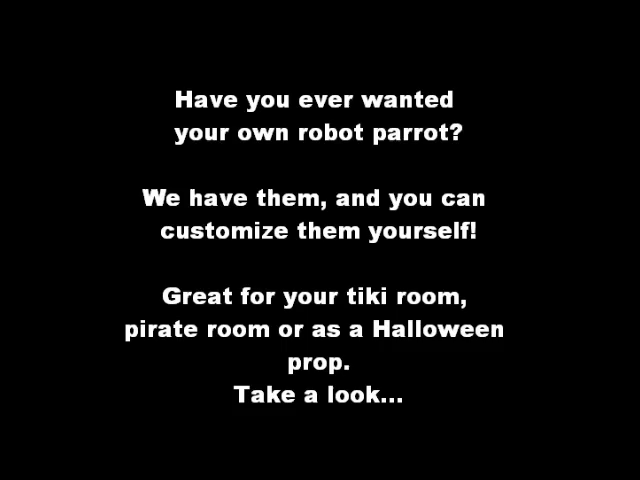 Have you ever wanted
your own robot parrot?
We have them, and you can
customize them yourself!
Great for your tiki room,
pirate room or as a Halloween
prop.
Take a look...